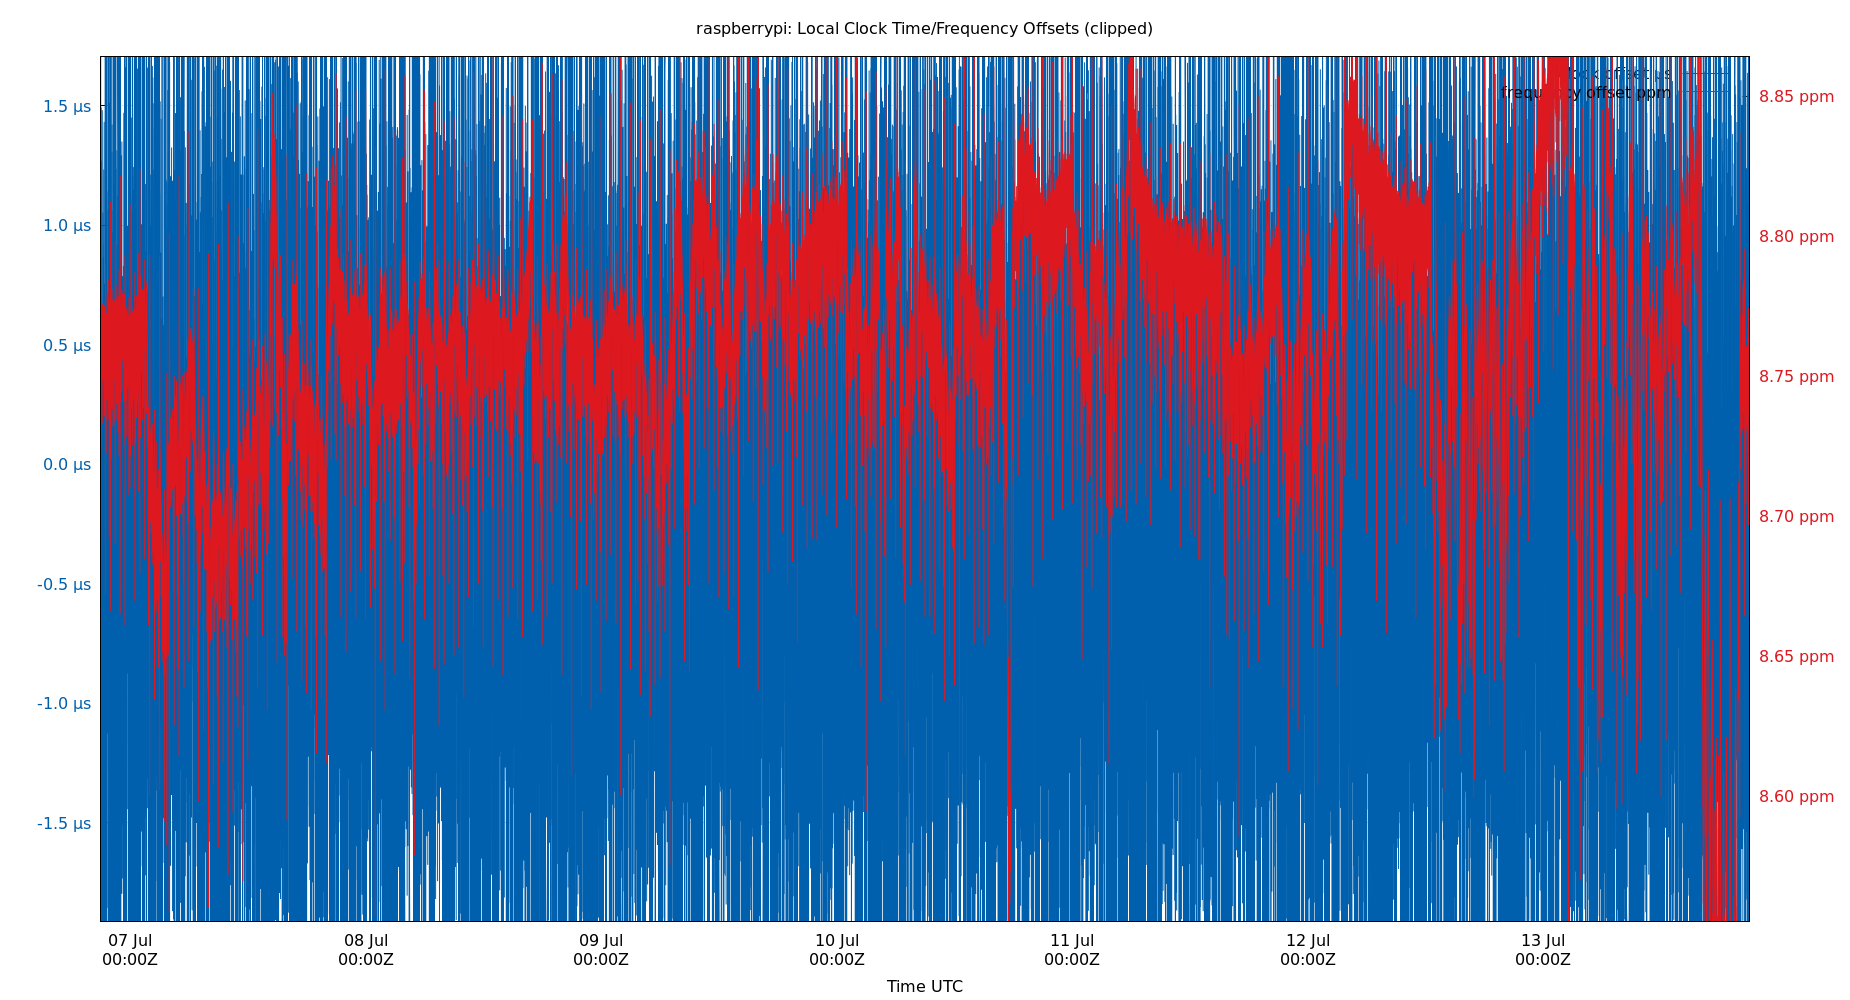 raspberrypi: Local Clock Time/Frequency Offsets (clipped)
offset µs
offset ppm
1.5 µs
1.0 µs
0.5 µs
0.0 µs
-0.5 µs
-1.0 µs
-1.5 µs
8.85 ppm
8.80 ppm
8.75 ppm
8.70 ppm
8.65 ppm
8.60 ppm
07 Jul
00:00Z
08 Jul
00:00Z
09 Jul
00:00Z
10 Jul
00:00Z
11 Jul
00:00Z
12 Jul
00:00Z
13 Jul
00:00Z
Time UTC